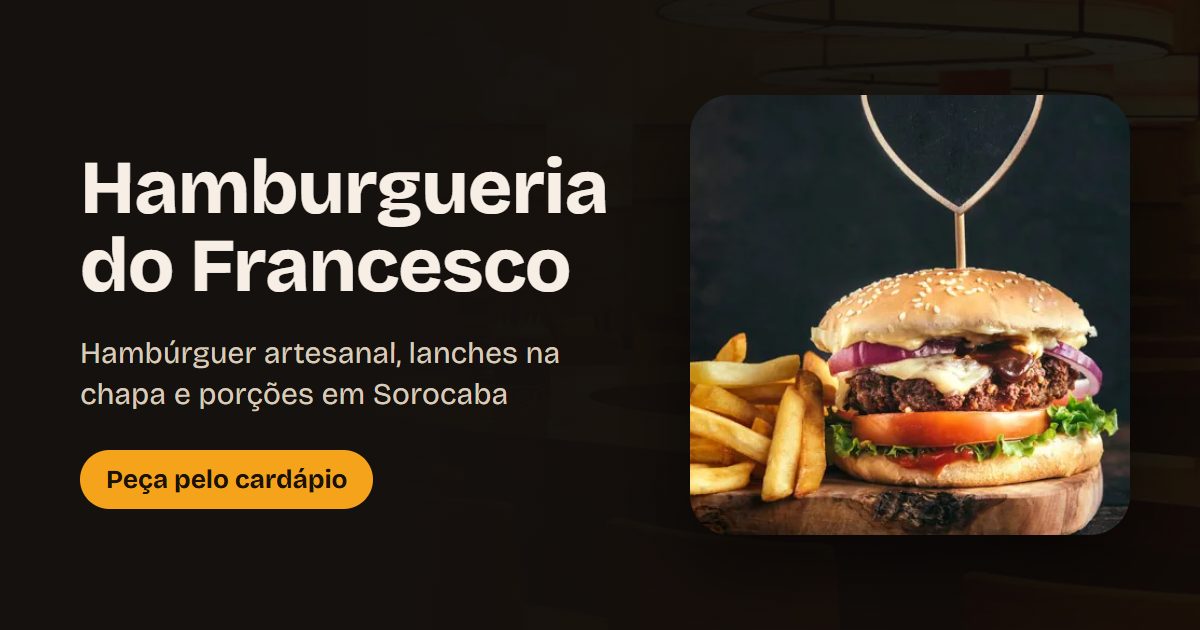 Hamburgueria
do Francesco
Hambúrguer artesanal, lanches na
chapa e porções em Sorocaba
Peça pelo cardápio